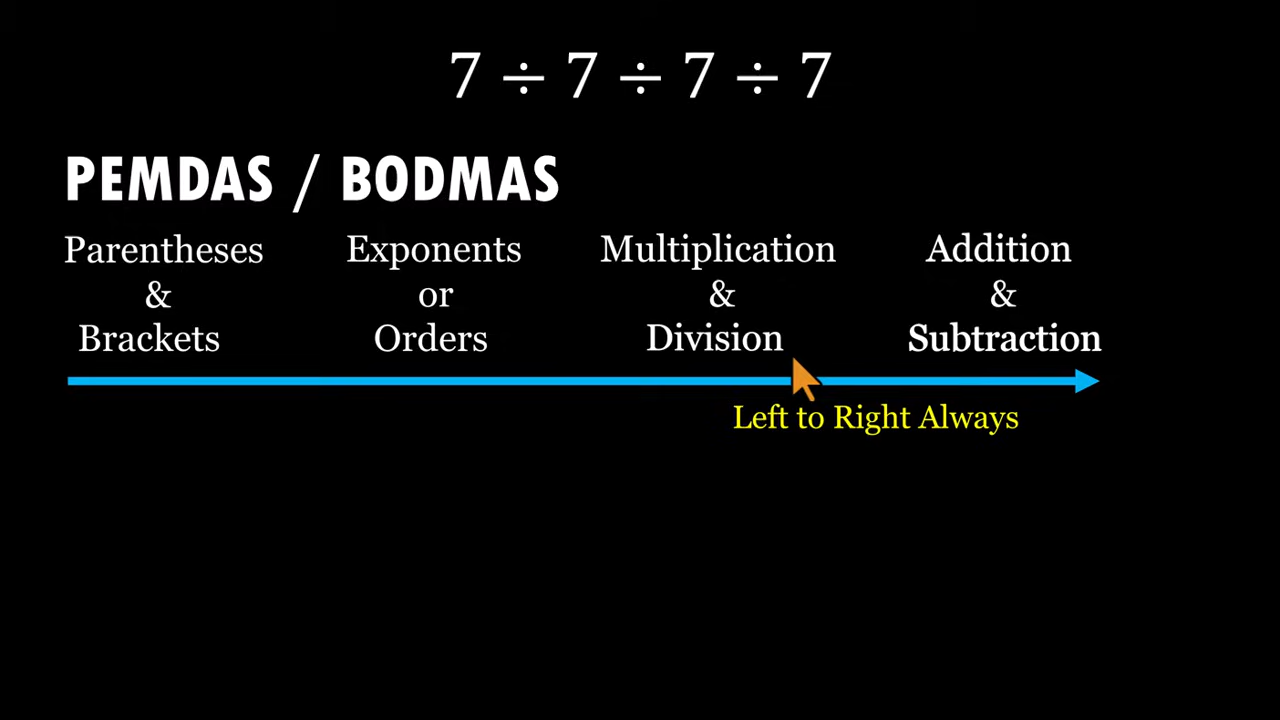 7 ÷ 7 ÷ 7 ÷ 7
PEMDAS / BODMAS
Parentheses & Brackets
Exponents or Orders
Multiplication & Division
Addition & Subtraction
Left to Right Always